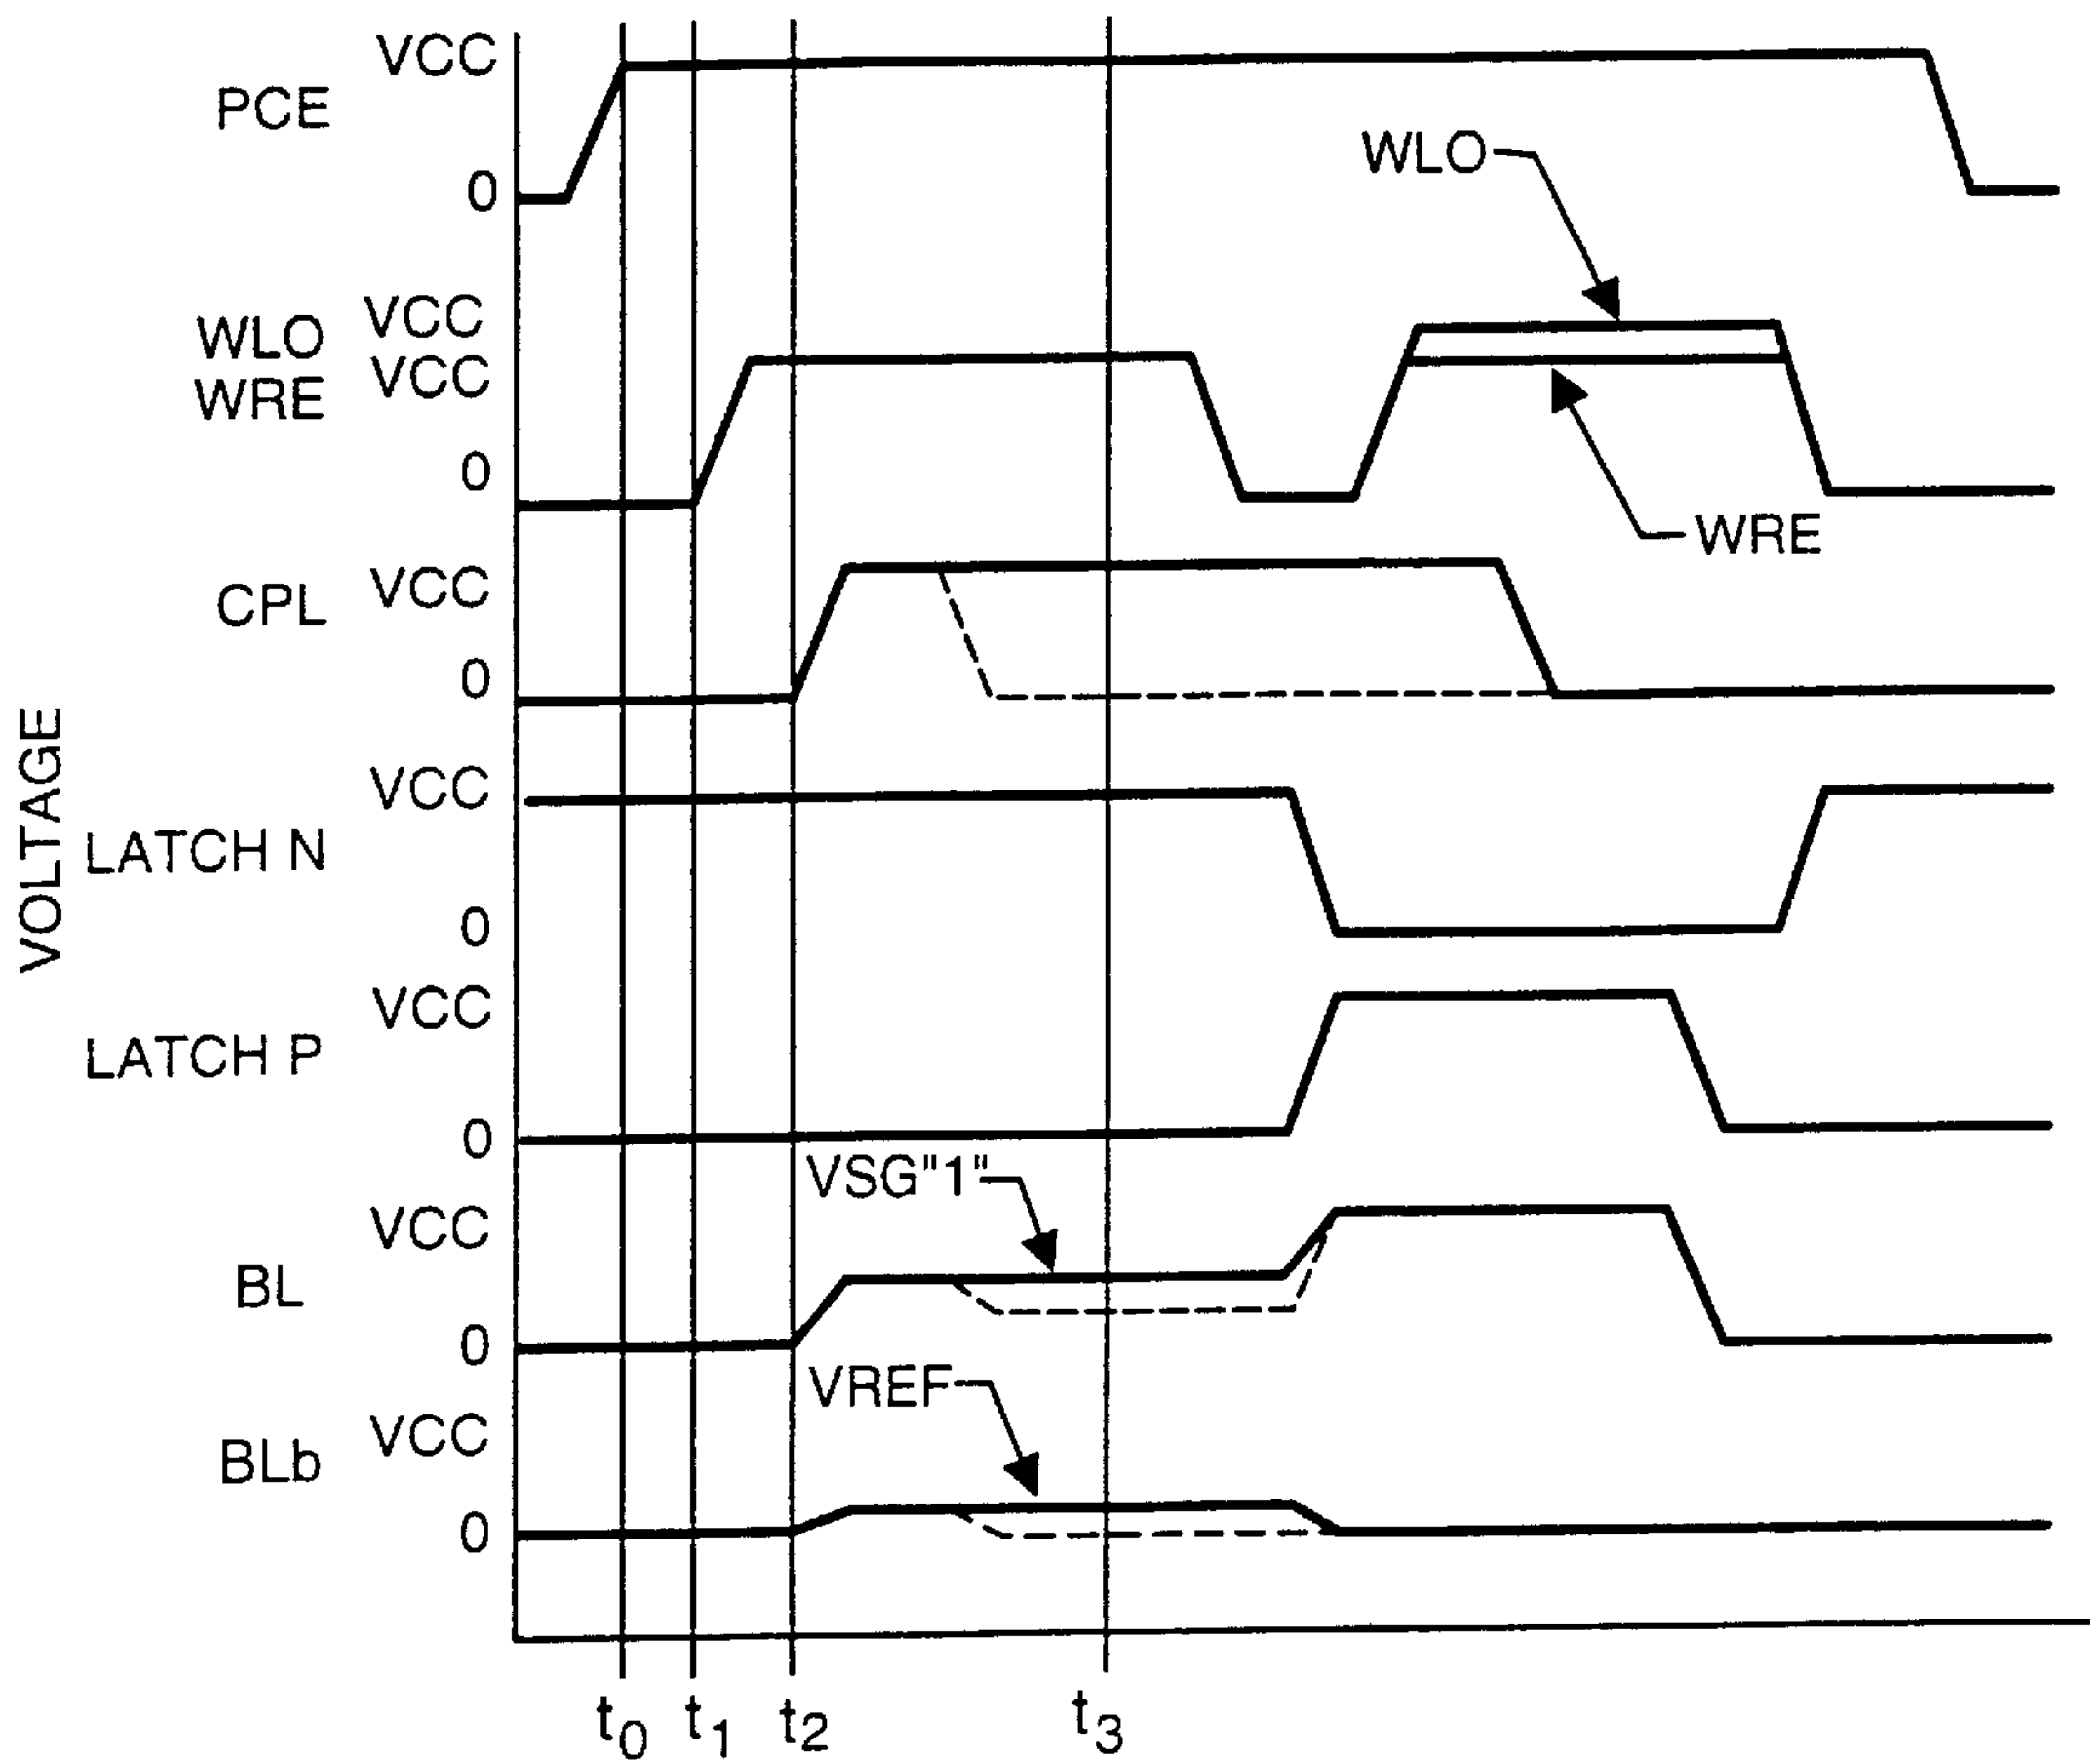 VCC
PCE
0
WLO
WLO VCC
WRE VCC
0
WRE
CPL VCC
0
VOLTAGE
VCC
LATCH N
0
VCC
LATCH P
0
VSG"1"
VCC
BL
0
VREF
VCC
BLb
0
t0 t1 t2 t3